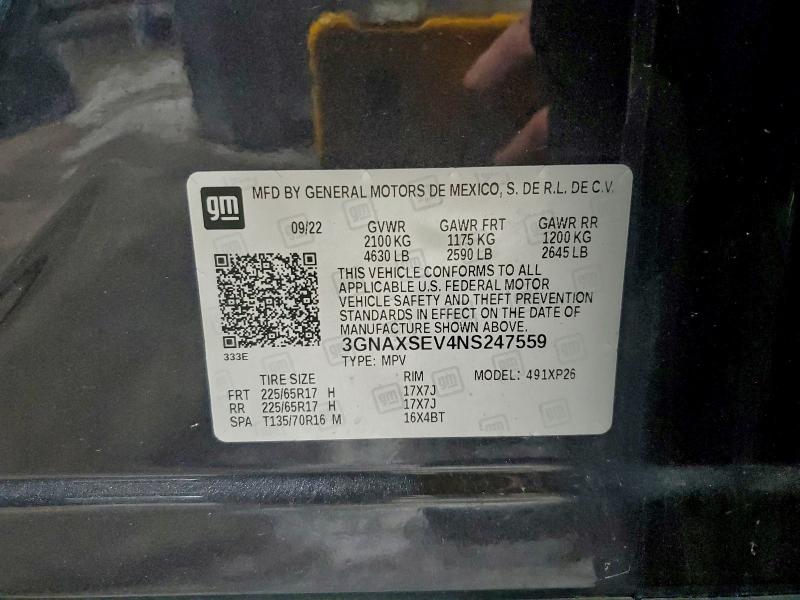 gm MFD BY GENERAL MOTORS DE MEXICO, S. DE R.L. DE C.V.
09/22 GVWR GAWR FRT GAWR RR
2100 KG 1175 KG 1200 KG
4630 LB 2590 LB 2645 LB
THIS VEHICLE CONFORMS TO ALL
APPLICABLE U.S. FEDERAL MOTOR
VEHICLE SAFETY AND THEFT PREVENTION
STANDARDS IN EFFECT ON THE DATE OF
MANUFACTURE SHOWN ABOVE.
3GNAXSEV4NS247559
333E
TYPE: MPV
TIRE SIZE RIM MODEL: 491XP26
FRT 225/65R17 H 17X7J
RR 225/65R17 H 17X7J
SPA T135/70R16 M 16X4BT